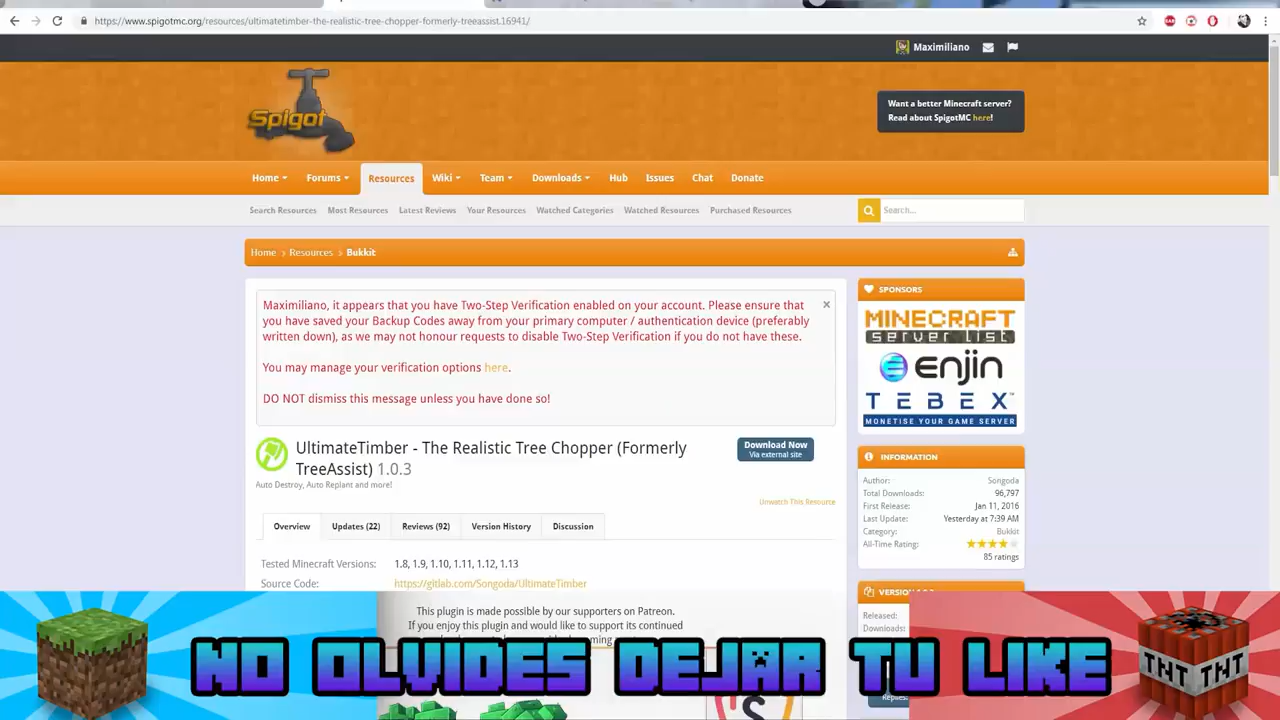 https://www.spigotmc.org/resources/ultimatetimber-the-realistic-tree-chopper-formerly-treeassist.16941/
Maximiliano
Spigot
Want a better Minecraft server?
Read about SpigotMC here!
Home Forums Resources Wiki Team Downloads Hub Issues Chat Donate
Search Resources Most Resources Latest Reviews Your Resources Watched Categories Watched Resources Purchased Resources
Search...
Home Resources Bukkit
Maximiliano, it appears that you have Two-Step Verification enabled on your account. Please ensure that
you have saved your Backup Codes away from your primary computer / authentication device (preferably
written down), as we may not honour requests to disable Two-Step Verification if you do not have these.
You may manage your verification options here.
DO NOT dismiss this message unless you have done so!
UltimateTimber - The Realistic Tree Chopper (Formerly
TreeAssist) 1.0.3
Auto Destroy, Auto Replant and more!
Download Now
Via external site
Unwatch This Resource
Overview Updates (22) Reviews (92) Version History Discussion
Tested Minecraft Versions: 1.8, 1.9, 1.10, 1.11, 1.12, 1.13
Source Code: https://gitlab.com/Songoda/UltimateTimber
This plugin is made possible by our supporters on Patreon.
If you enjoy this plugin and would like to support its continued
SPONSORS
MINECRAFT
server list
enjin
TEBEX
MONETISE YOUR GAME SERVER
INFORMATION
Author: Songoda
Total Downloads: 96,797
First Release: Jan 11, 2016
Last Update: Yesterday at 7:39 AM
Category: Bukkit
All-Time Rating:
85 ratings
Released:
Downloads:
NO OLVIDES DEJAR TU LIKE
TNT TNT